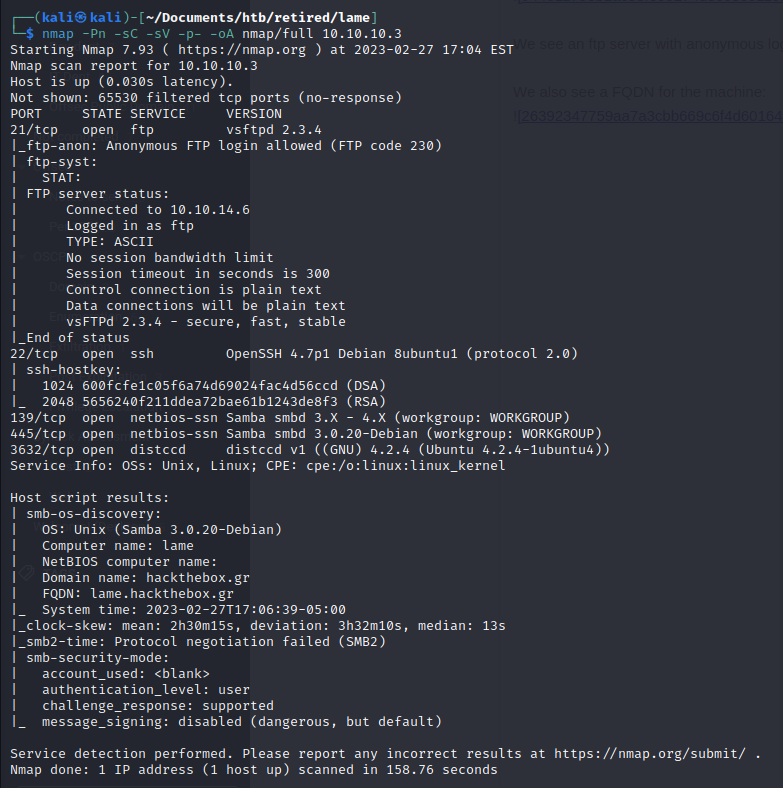 ┌──(kali㉿kali)-[~/Documents/htb/retired/lame]
└─$ nmap -Pn -sC -sV -p- -oA nmap/full 10.10.10.3
Starting Nmap 7.93 ( https://nmap.org ) at 2023-02-27 17:04 EST
Nmap scan report for 10.10.10.3
Host is up (0.030s latency).
Not shown: 65530 filtered tcp ports (no-response)
PORT     STATE SERVICE     VERSION
21/tcp   open  ftp         vsftpd 2.3.4
|_ftp-anon: Anonymous FTP login allowed (FTP code 230)
| ftp-syst:
|   STAT:
| FTP server status:
|      Connected to 10.10.14.6
|      Logged in as ftp
|      TYPE: ASCII
|      No session bandwidth limit
|      Session timeout in seconds is 300
|      Control connection is plain text
|      Data connections will be plain text
|      vsFTPd 2.3.4 - secure, fast, stable
|_End of status
22/tcp   open  ssh         OpenSSH 4.7p1 Debian 8ubuntu1 (protocol 2.0)
| ssh-hostkey:
|   1024 600fcfe1c05f6a74d69024fac4d56ccd (DSA)
|_  2048 5656240f211ddea72bae61b1243de8f3 (RSA)
139/tcp  open  netbios-ssn Samba smbd 3.X - 4.X (workgroup: WORKGROUP)
445/tcp  open  netbios-ssn Samba smbd 3.0.20-Debian (workgroup: WORKGROUP)
3632/tcp open  distccd     distccd v1 ((GNU) 4.2.4 (Ubuntu 4.2.4-1ubuntu4))
Service Info: OSs: Unix, Linux; CPE: cpe:/o:linux:linux_kernel

Host script results:
| smb-os-discovery:
|   OS: Unix (Samba 3.0.20-Debian)
|   Computer name: lame
|   NetBIOS computer name:
|   Domain name: hackthebox.gr
|   FQDN: lame.hackthebox.gr
|_  System time: 2023-02-27T17:06:39-05:00
|_clock-skew: mean: 2h30m15s, deviation: 3h32m10s, median: 13s
|_smb2-time: Protocol negotiation failed (SMB2)
| smb-security-mode:
|   account_used: <blank>
|   authentication_level: user
|   challenge_response: supported
|_  message_signing: disabled (dangerous, but default)

Service detection performed. Please report any incorrect results at https://nmap.org/submit/ .
Nmap done: 1 IP address (1 host up) scanned in 158.76 seconds
We see an ftp server with anonymous
We also see a FQDN for the machine: